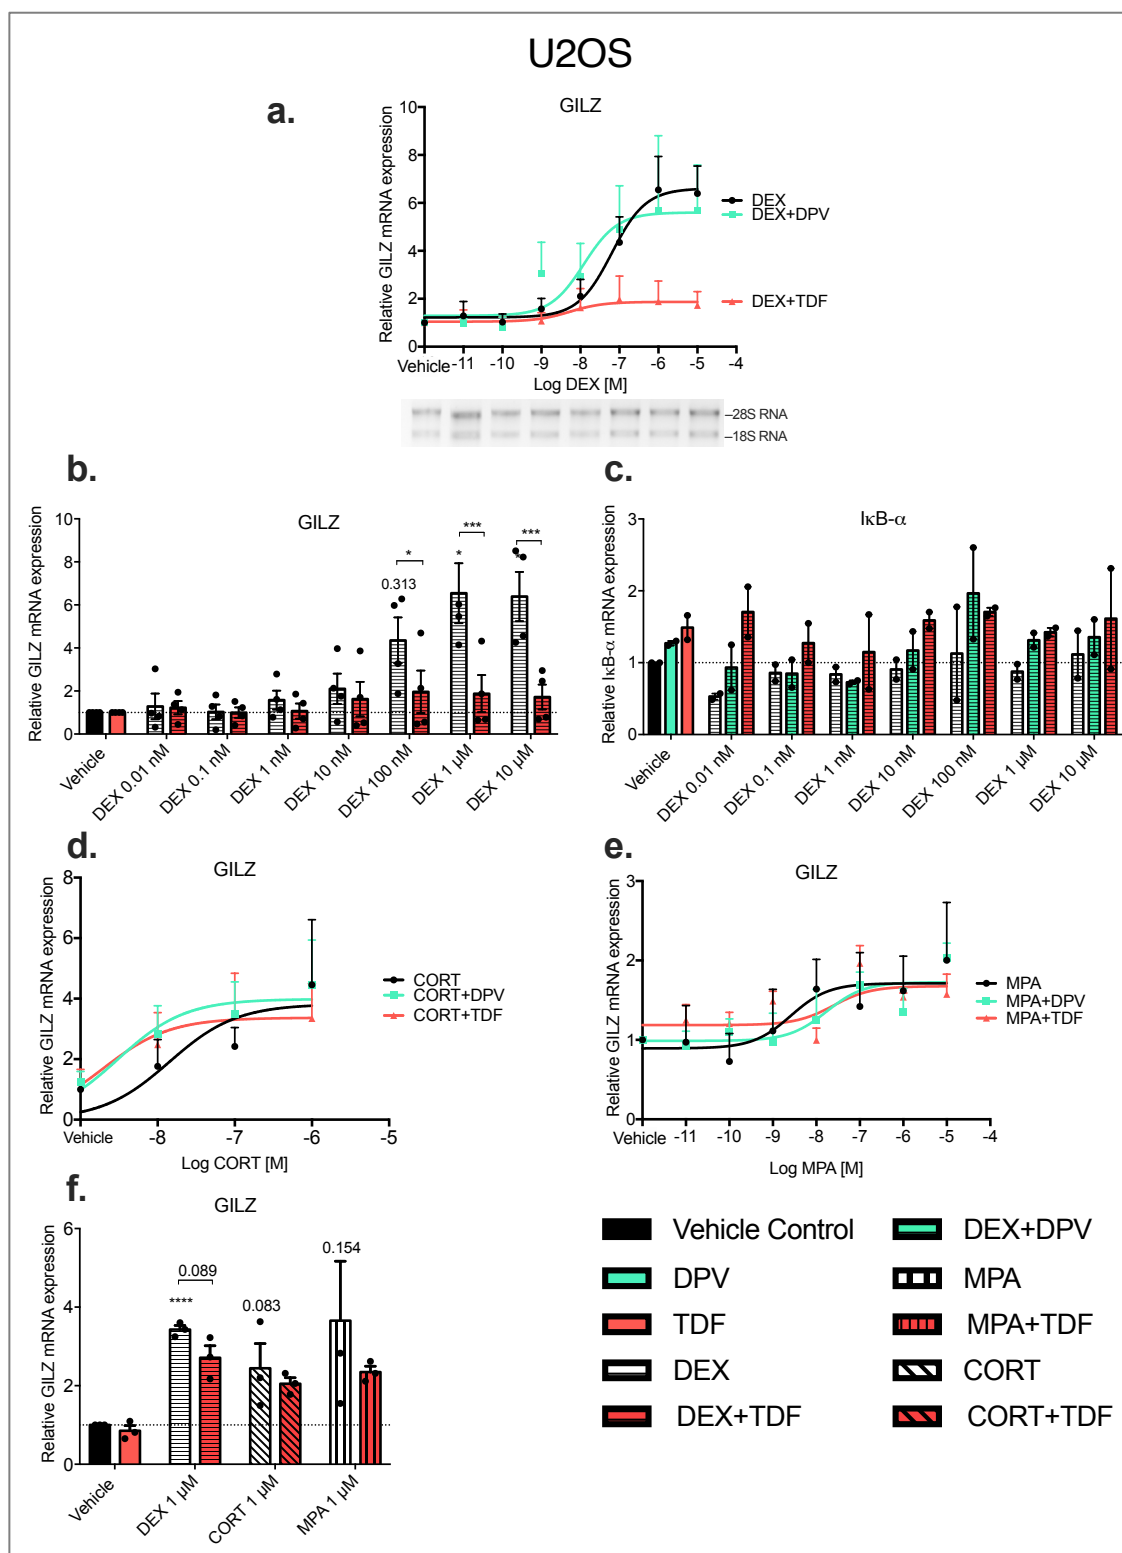 U2OS
a.
GILZ
Relative GILZ mRNA expression
10
8
6
4
2
0
DEX
DEX+DPV
DEX+TDF
Vehicle -11 -10 -9 -8 -7 -6 -5 -4
Log DEX [M]
–28S RNA
–18S RNA
b.
GILZ
Relative GILZ mRNA expression
10
8
6
4
2
0
0.313
*
*
***
***
Vehicle
DEX 0.01 nM
DEX 0.1 nM
DEX 1 nM
DEX 10 nM
DEX 100 nM
DEX 1 µM
DEX 10 µM
c.
IκB-α
Relative IκB-α mRNA expression
3
2
1
0
Vehicle
DEX 0.01 nM
DEX 0.1 nM
DEX 1 nM
DEX 10 nM
DEX 100 nM
DEX 1 µM
DEX 10 µM
d.
GILZ
Relative GILZ mRNA expression
8
6
4
2
0
CORT
CORT+DPV
CORT+TDF
Vehicle -8 -7 -6 -5
Log CORT [M]
e.
GILZ
Relative GILZ mRNA expression
3
2
1
0
MPA
MPA+DPV
MPA+TDF
Vehicle -11 -10 -9 -8 -7 -6 -5 -4
Log MPA [M]
f.
GILZ
Relative GILZ mRNA expression
6
4
2
0
****
0.089
0.083
0.154
Vehicle
DEX 1 µM
CORT 1 µM
MPA 1 µM
Vehicle Control
DPV
TDF
DEX
DEX+TDF
DEX+DPV
MPA
MPA+TDF
CORT
CORT+TDF